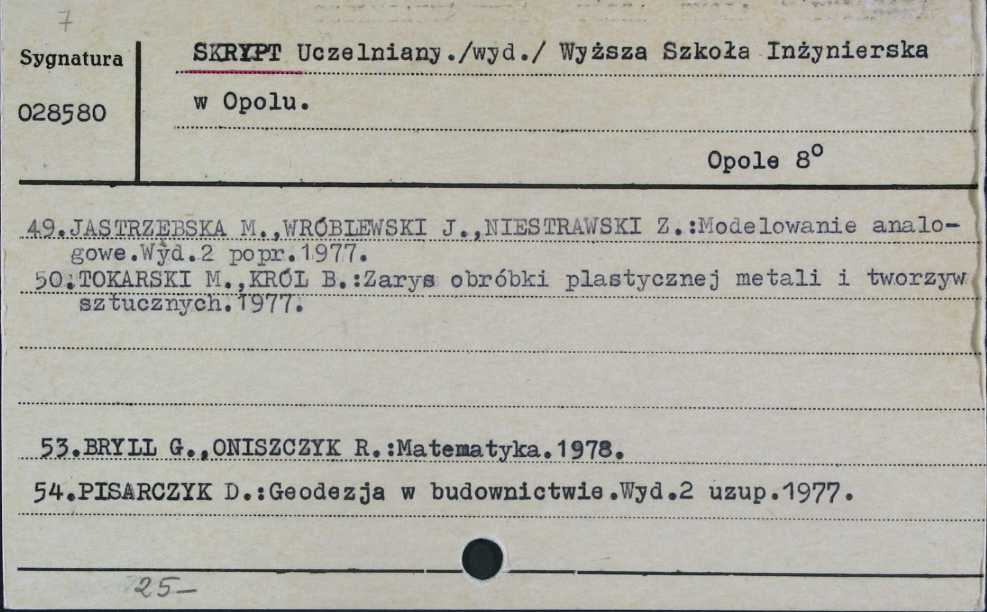 7
Sygnatura
028580
SKRYPT Uczelniany./wyd./ Wyższa Szkoła Inżynierska
w Opolu.
Opole 8º
49.JASTRZEBSKA M.,WRÓBLEWSKI J.,NIESTRAWSKI Z.:Modelowanie analo-
gowe.Wyd.2 popr.1977.
50.TOKARSKI M.,KRÓL B.:Zarys obróbki plastycznej metali i tworzyw
sztucznych.1977.
53.BRYLL G.,ONISZCZYK R.:Matematyka.1978.
54.PISARCZYK D.:Geodezja w budownictwie.Wyd.2 uzup.1977.
25-